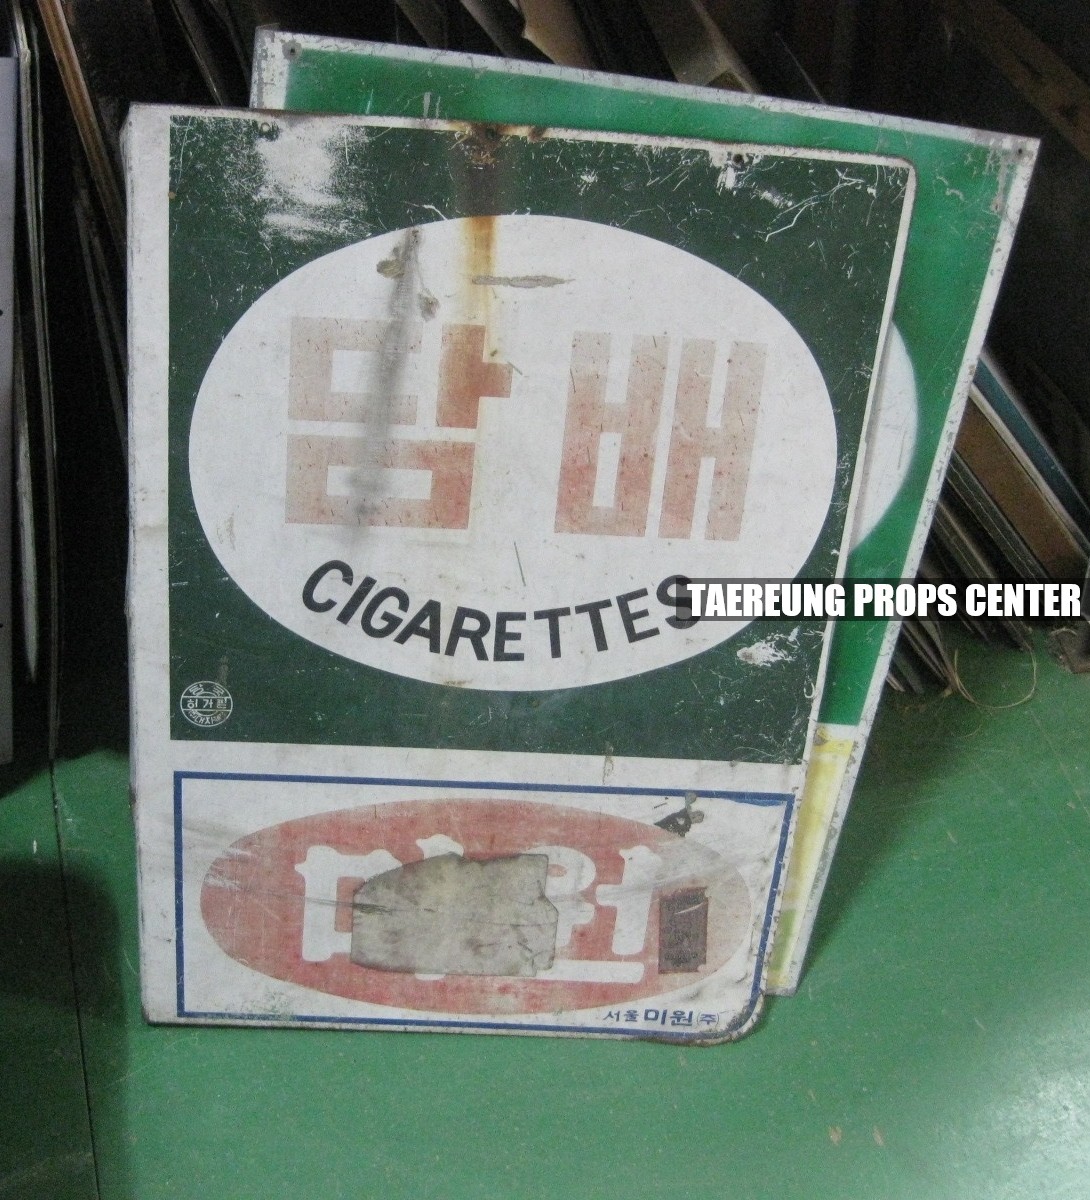 담배
CIGARETTES
TAEREUNG PROPS CENTER
서울 미원 ㈜